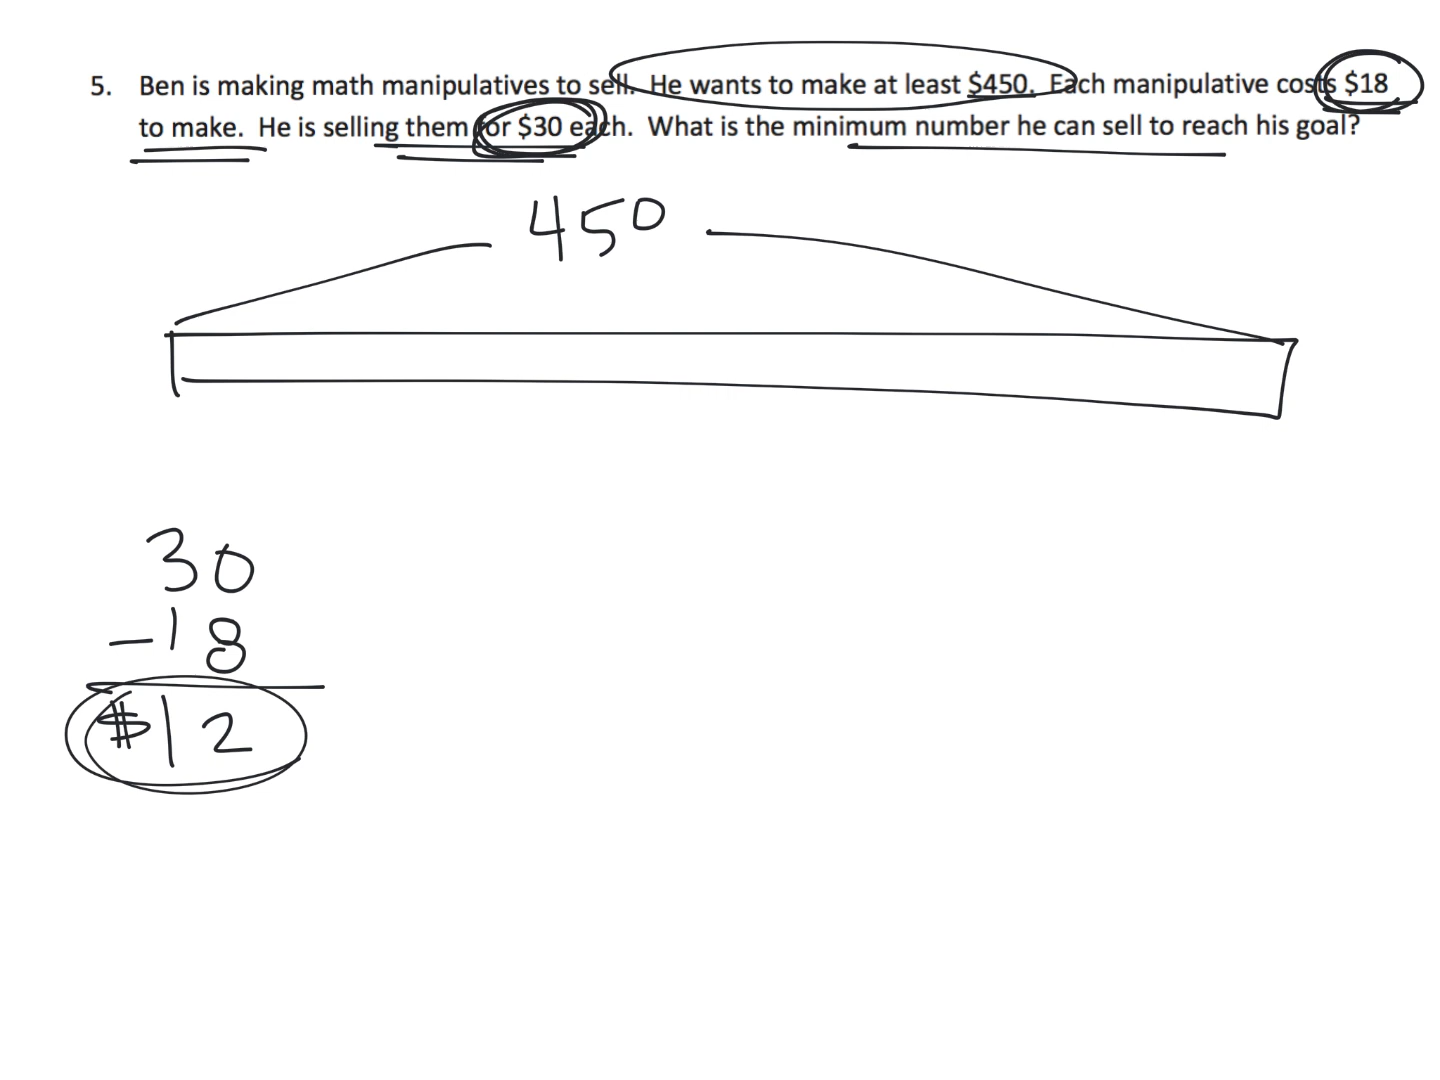 5. Ben is making math manipulatives to sell. He wants to make at least $450. Each manipulative costs $18
to make. He is selling them for $30 each. What is the minimum number he can sell to reach his goal?
450
30
-18
$12